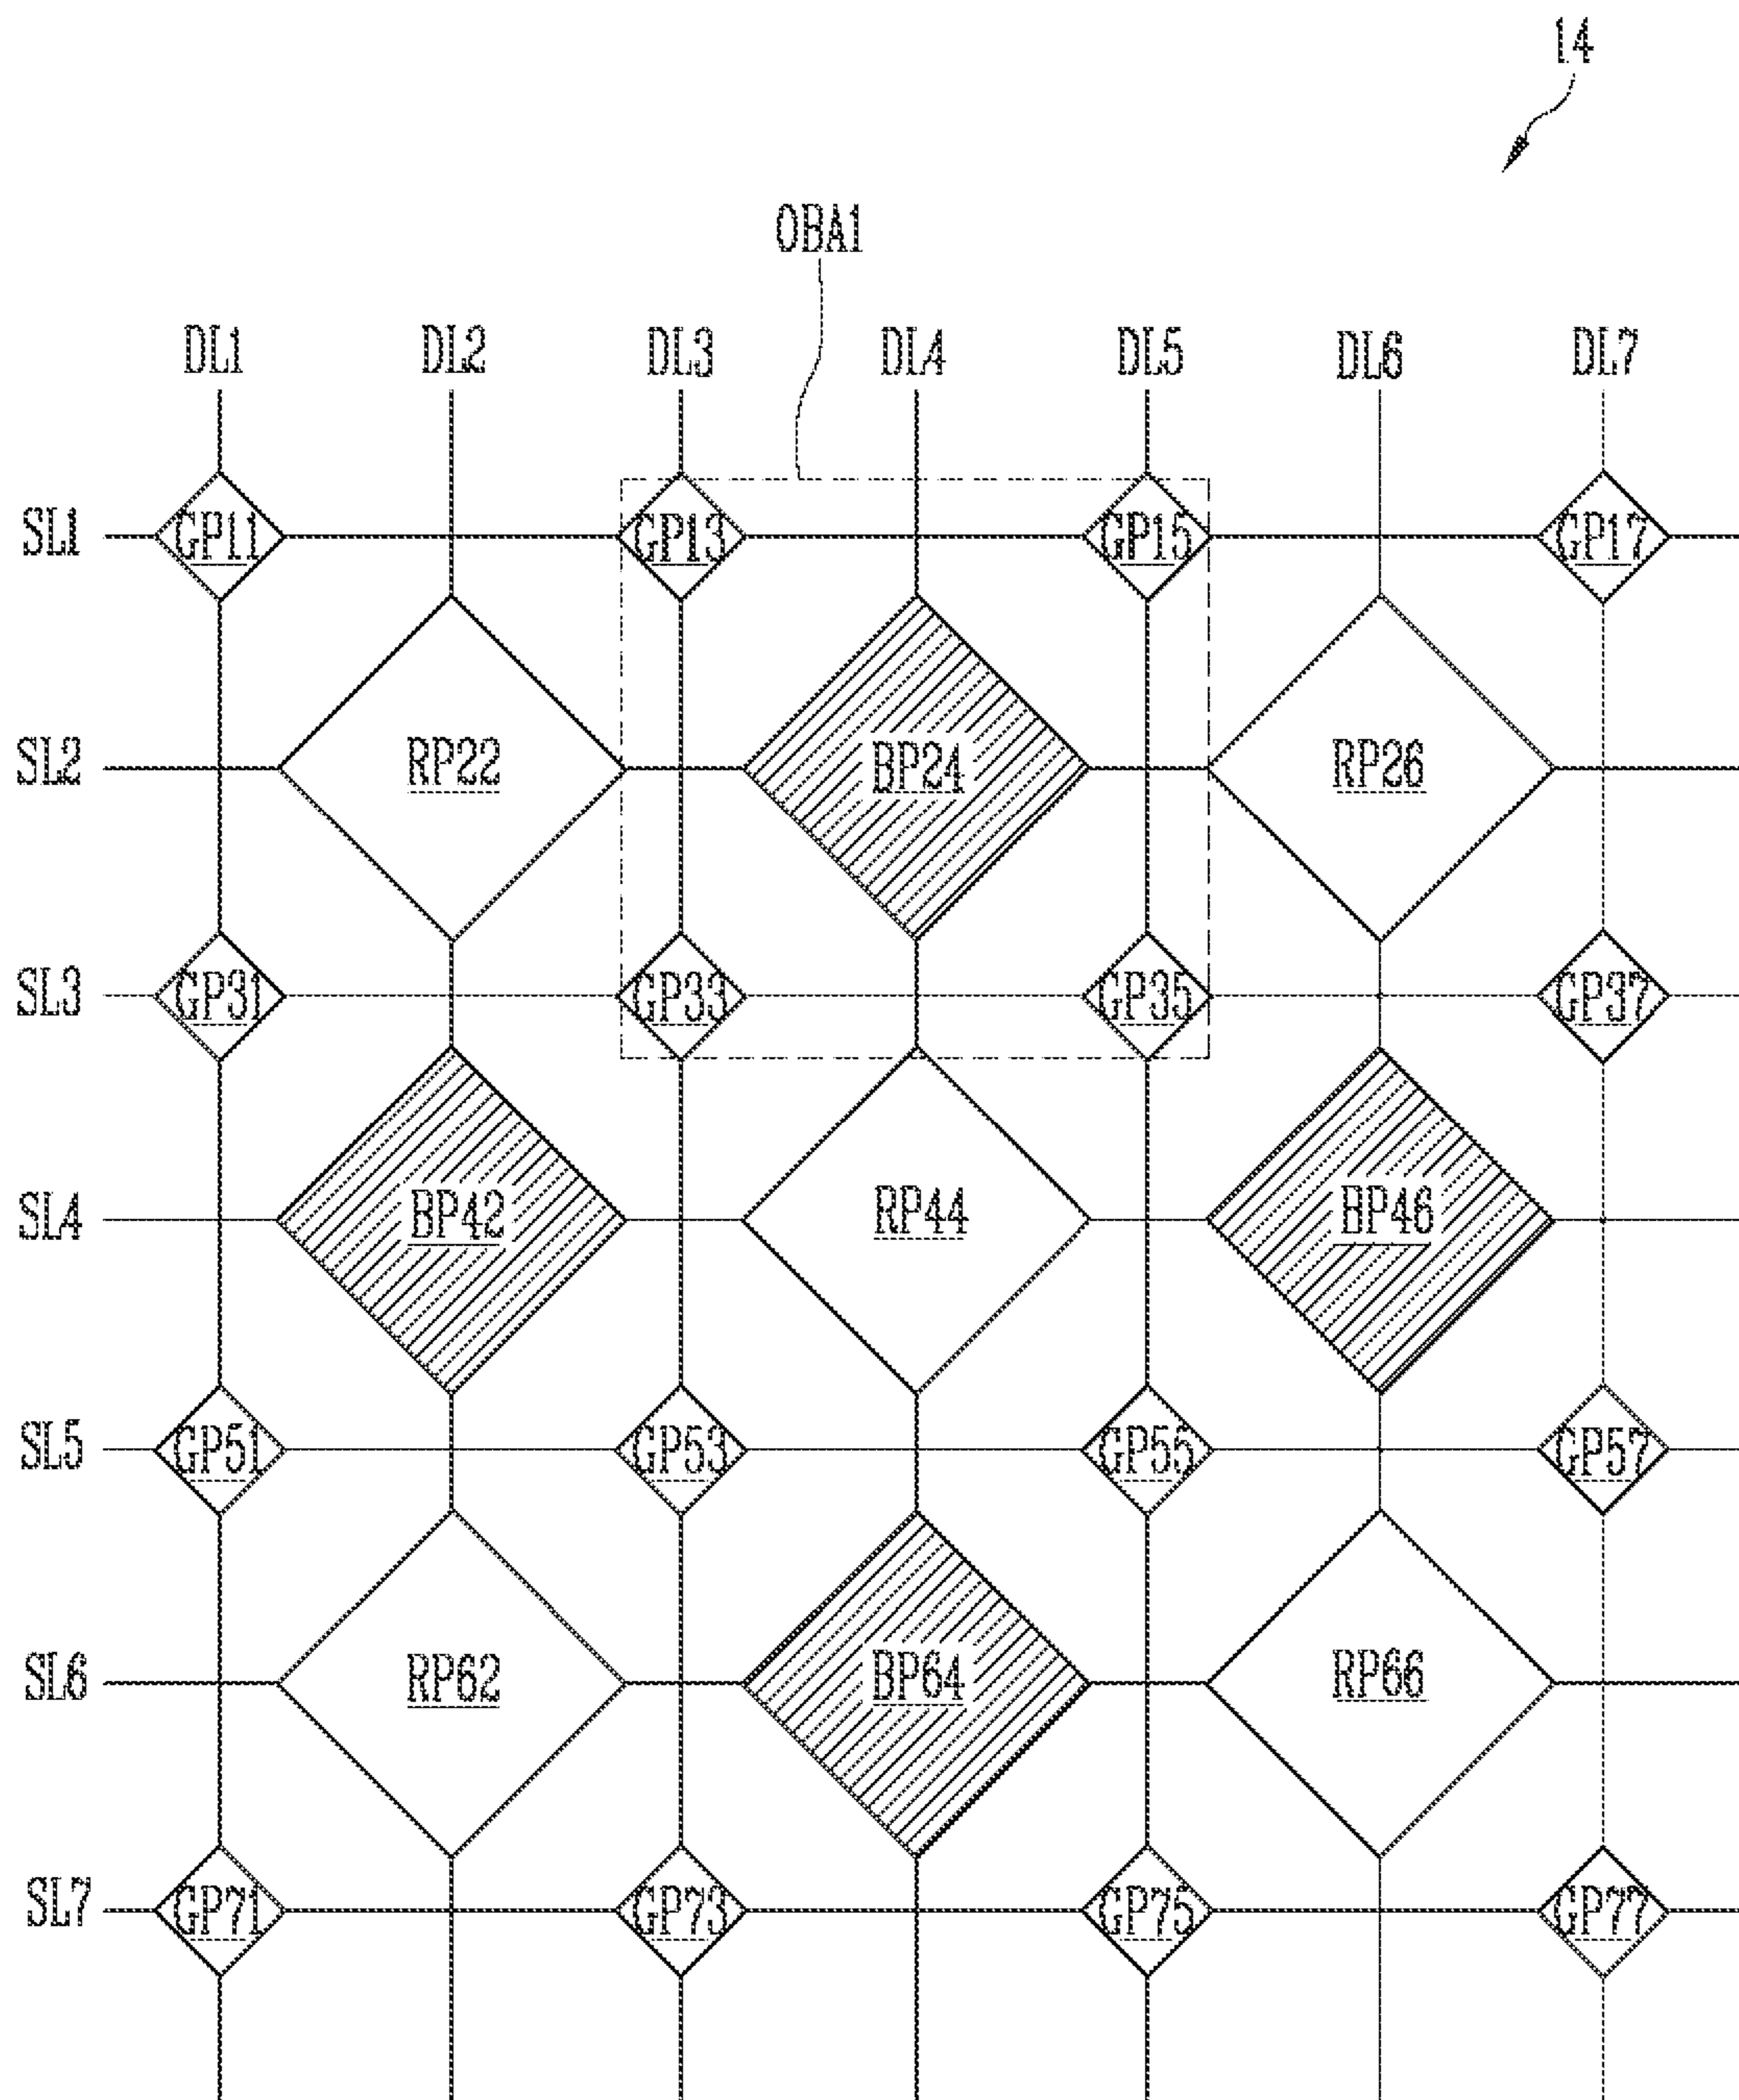 14
OBA1
DL1 DL2 DL3 DL4 DL5 DL6 DL7
SL1 GP11 GP13 GP15 GP17
SL2 RP22 BP24 RP26
SL3 GP31 GP33 GP35 GP37
SL4 BP42 RP44 BP46
SL5 GP51 GP53 GP55 GP57
SL6 RP62 BP64 RP66
SL7 GP71 GP73 GP75 GP77